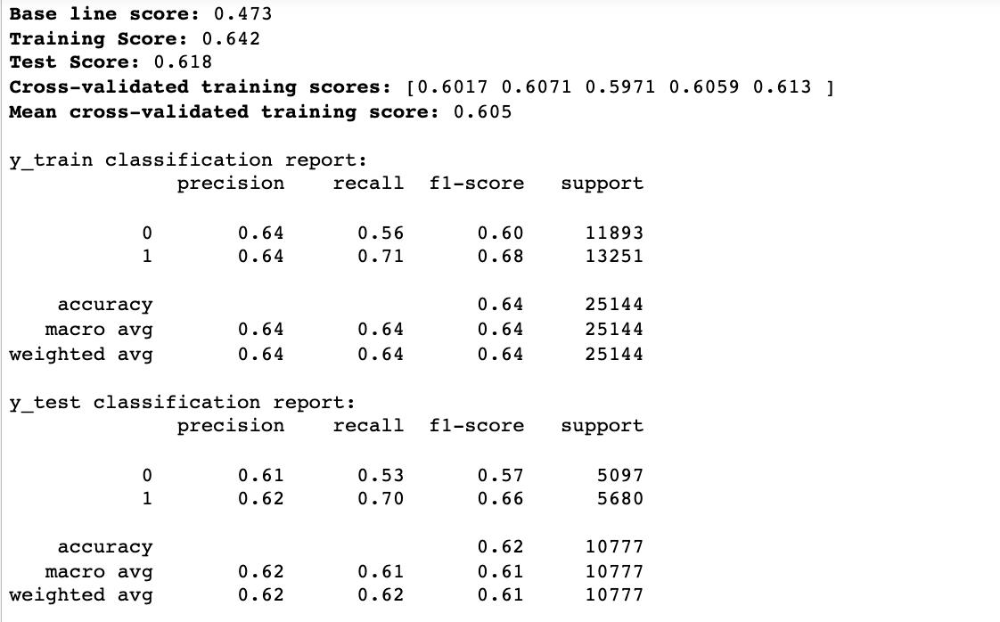 Base line score: 0.473
Training Score: 0.642
Test Score: 0.618
Cross-validated training scores: [0.6017 0.6071 0.5971 0.6059 0.613 ]
Mean cross-validated training score: 0.605
y_train classification report:
precision recall f1-score support
0 0.64 0.56 0.60 11893
1 0.64 0.71 0.68 13251
accuracy 0.64 25144
macro avg 0.64 0.64 0.64 25144
weighted avg 0.64 0.64 0.64 25144
y_test classification report:
precision recall f1-score support
0 0.61 0.53 0.57 5097
1 0.62 0.70 0.66 5680
accuracy 0.62 10777
macro avg 0.62 0.61 0.61 10777
weighted avg 0.62 0.62 0.61 10777